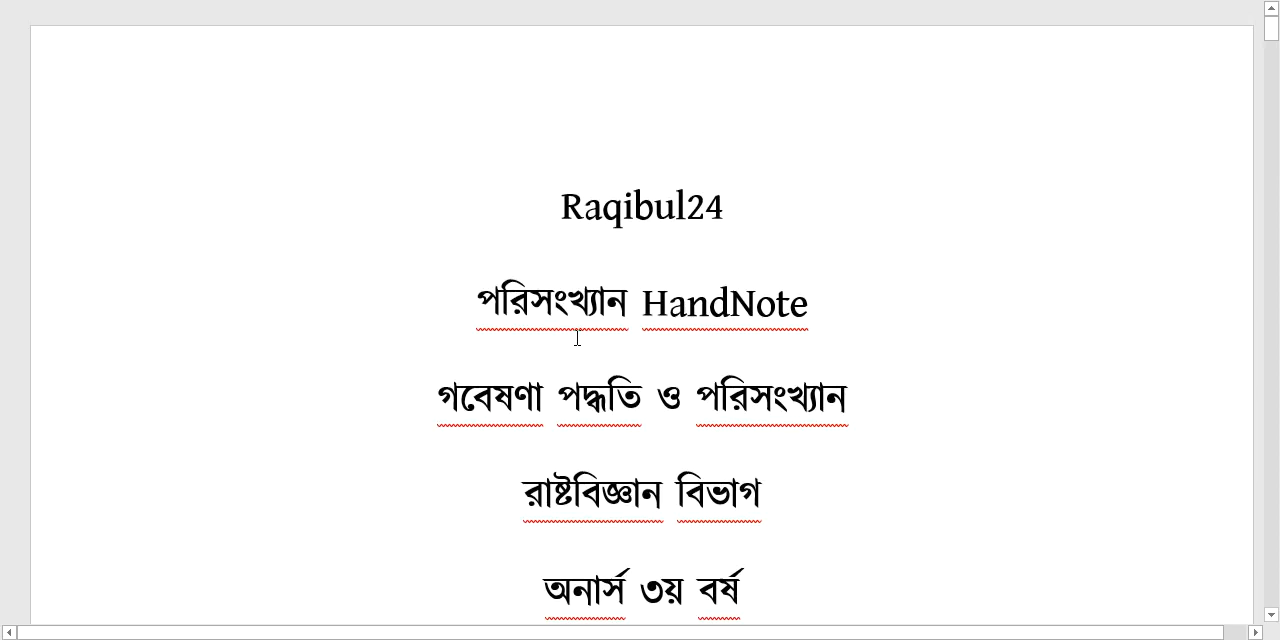 Raqibul24
পরিসংখ্যান HandNote
গবেষণা পদ্ধতি ও পরিসংখ্যান
রাষ্টবিজ্ঞান বিভাগ
অনার্স ৩য় বর্ষ